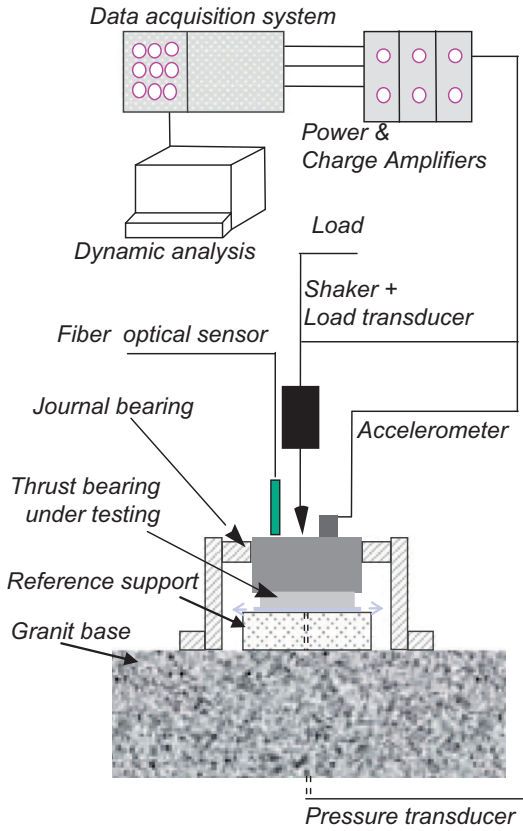 Data acquisition system
Power &
Charge Amplifiers
Dynamic analysis
Load
Shaker +
Load transducer
Fiber optical sensor
Journal bearing
Accelerometer
Thrust bearing
under testing
Reference support
Granit base
Pressure transducer